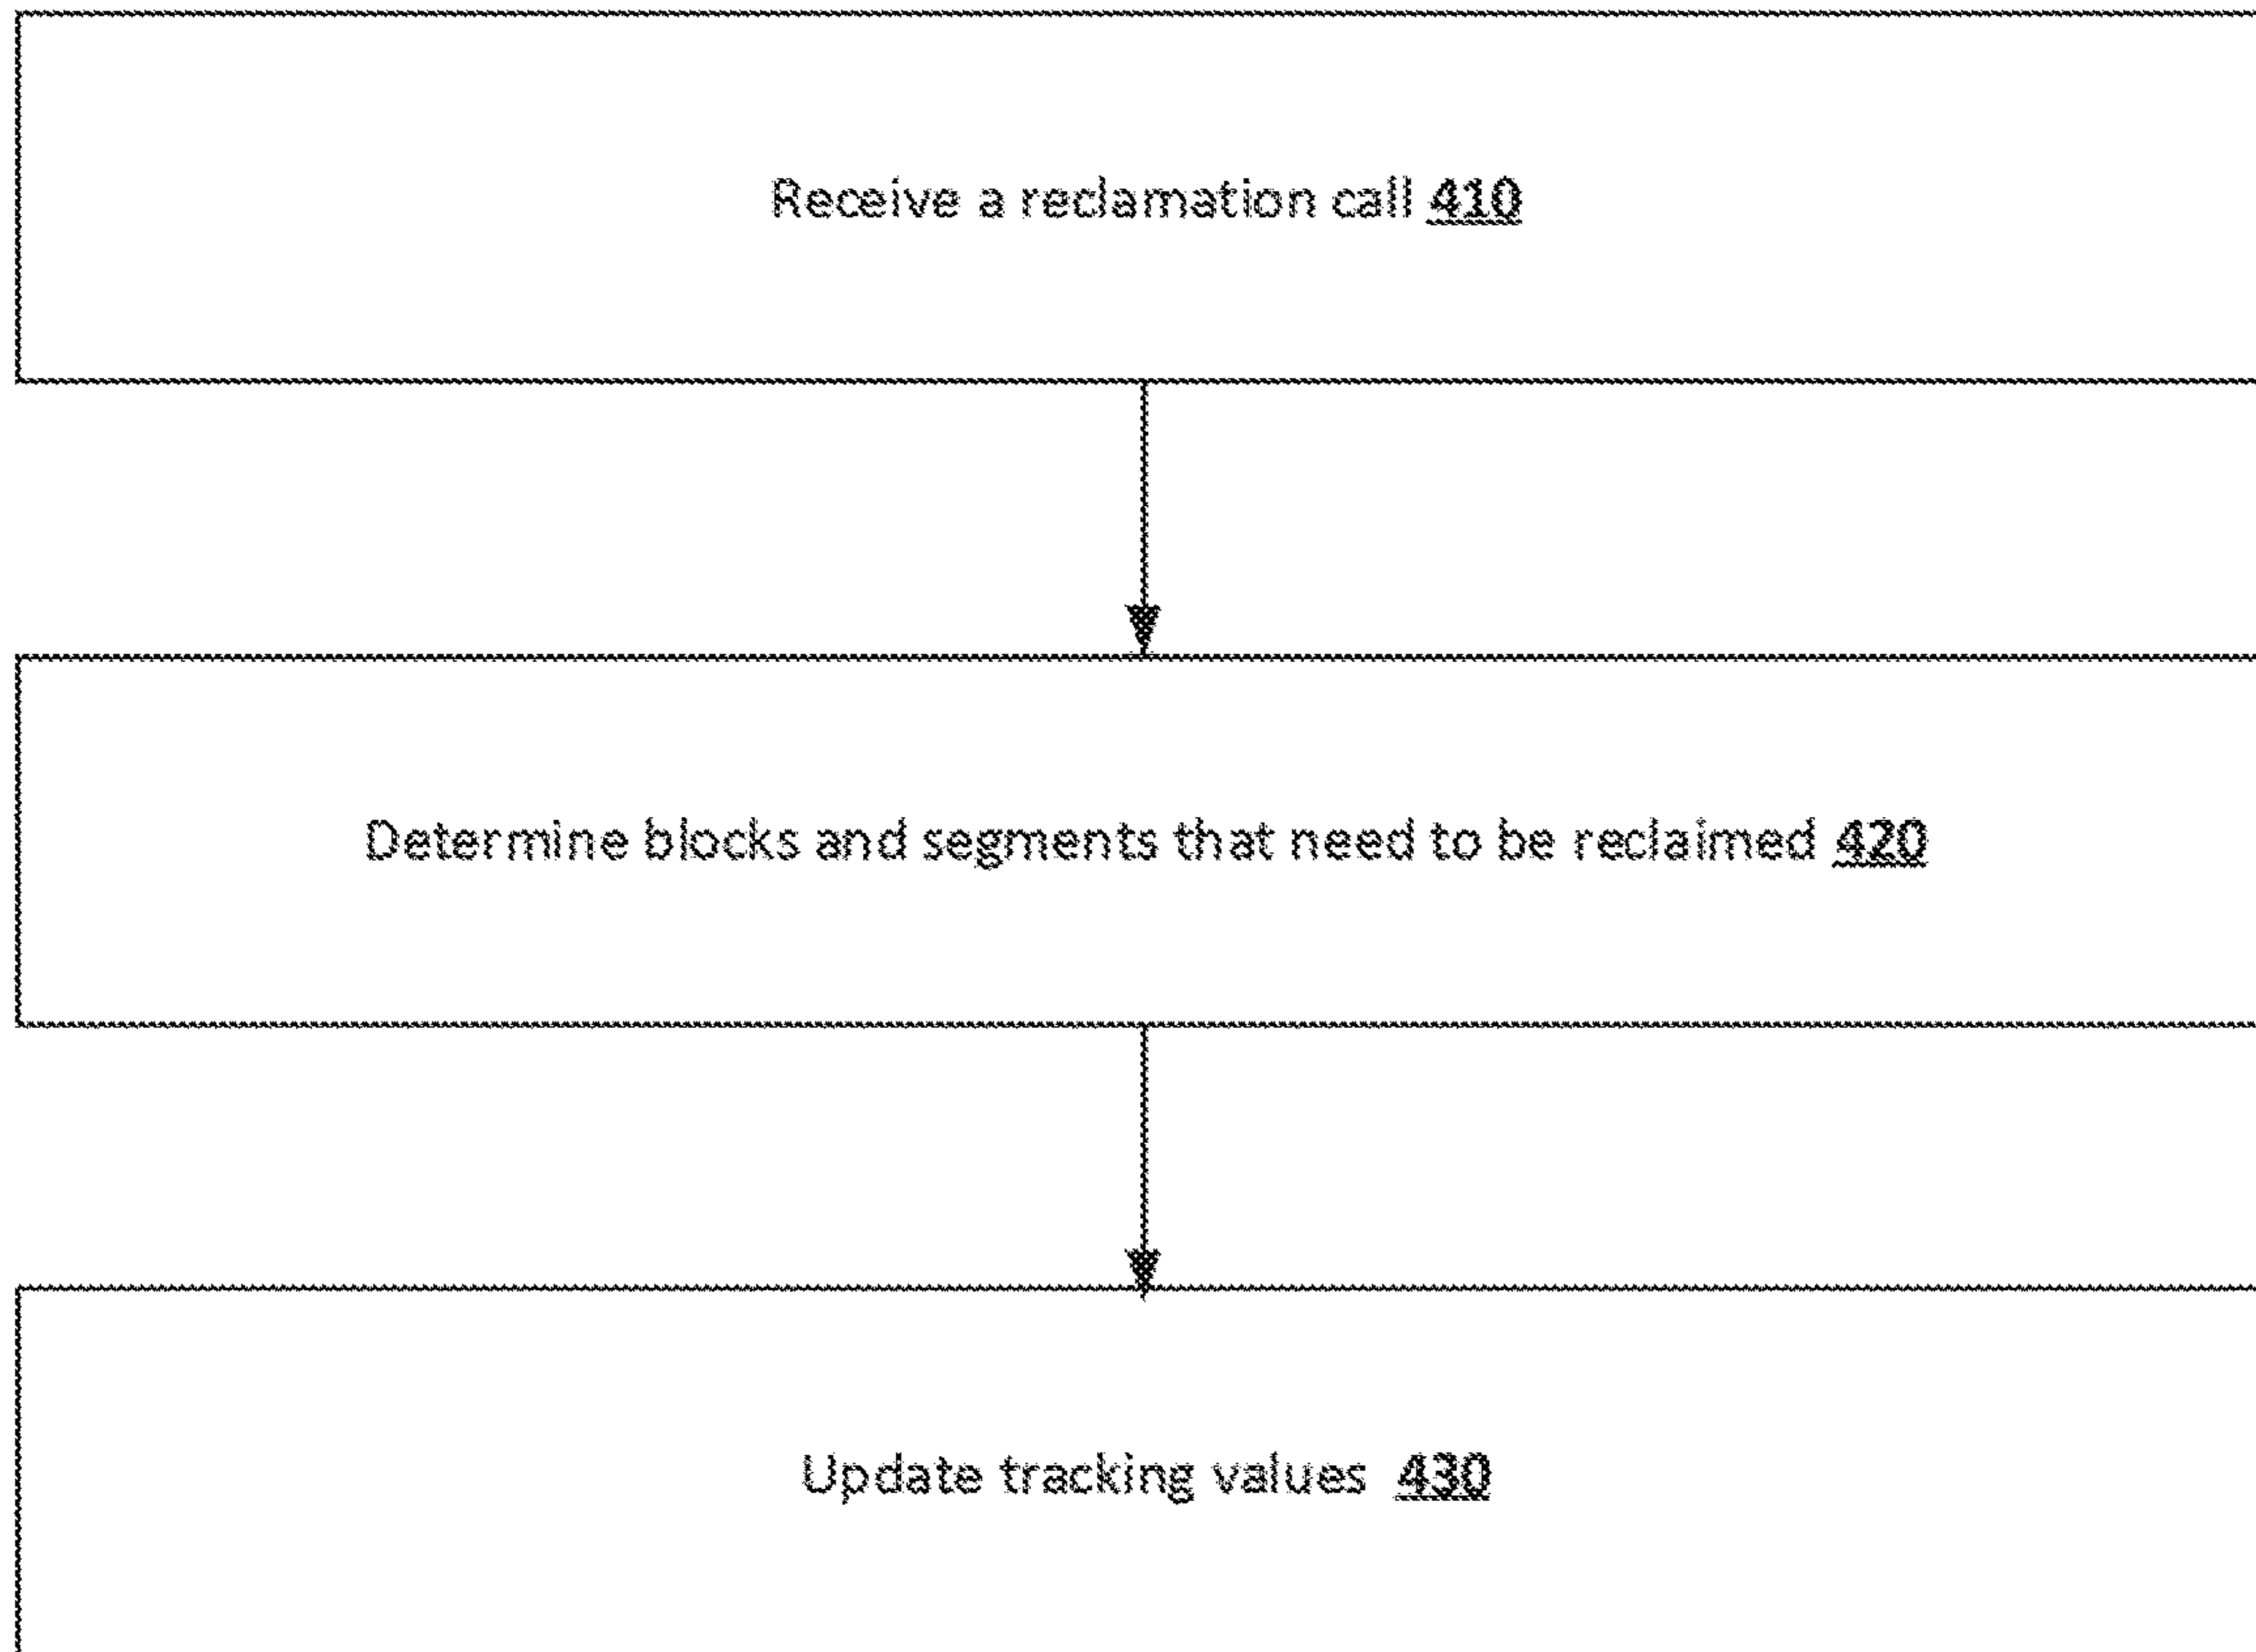 Receive a reclamation call 410
Determine blocks and segments that need to be reclaimed 420
Update tracking values 430